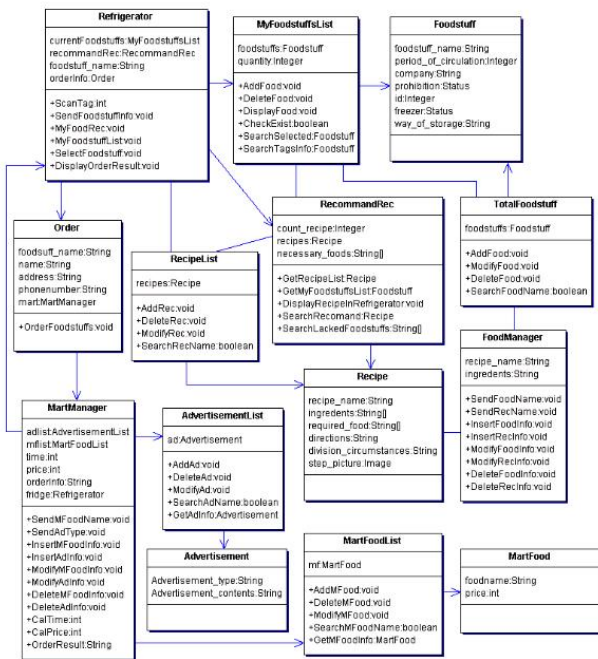 Refrigerator
currentFoodstuffs:MyFoodstuffsList
recommandRec:RecommandRec
foodstuff_name:String
orderInfo:Order
+ScanTag:int
+SendFoodstuffInfo:void
+MyFoodRec:void
+MyFoodstuffList:void
+SelectFoodstuff:void
+DisplayOrderResult:void
MyFoodstuffsList
foodstuffs:Foodstuff
quantity:Integer
+AddFood:void
+DeleteFood:void
+DisplayFood:void
+CheckExist:boolean
+SearchSelected:Foodstuff
+SearchTagsInfo:Foodstuff
Foodstuff
foodstuff_name:String
period_of_circulation:Integer
company:String
prohibition:Status
id:Integer
freezer:Status
way_of_storage:String
Order
foodsuff_name:String
name:String
address:String
phonenumber:String
mart:MartManager
+OrderFoodstuffs:void
RecipeList
recipes:Recipe
+AddRec:void
+DeleteRec:void
+ModifyRec:void
+SearchRecName:boolean
RecommandRec
count_recipe:Integer
recipes:Recipe
necessary_foods:String[]
+GetRecipeList:Recipe
+GetMyFoodstuffsList:Foodstuff
+DisplayRecipeInRefrigerator:void
+SearchRecomand:Recipe
+SearchLackedFoodstuffs:String[]
TotalFoodstuff
foodstuffs:Foodstuff
+AddFood:void
+ModifyFood:void
+DeleteFood:void
+SearchFoodName:boolean
FoodManager
recipe_name:String
ingredents:String
+SendFoodName:void
+SendRecName:void
+InsertFoodInfo:void
+InsertRecInfo:void
+ModifyFoodInfo:void
+ModifyRecInfo:void
+DeleteFoodInfo:void
+DeleteRecInfo:void
Recipe
recipe_name:String
ingredents:String[]
required_food:String[]
directions:String
division_circumstances:String
step_picture:Image
MartManager
adlist:AdvertisementList
mflist:MartFoodList
time:int
price:int
orderinfo:String
fridge:Refrigerator
+SendMFoodName:void
+SendAdType:void
+InsertMFoodInfo:void
+InsertAdInfo:void
+ModifyMFoodInfo:void
+ModifyAdInfo:void
+DeleteMFoodInfo:void
+DeleteAdInfo:void
+CalTime:int
+CalPrice:int
+OrderResult:String
AdvertisementList
ad:Advertisement
+AddAd:void
+DeleteAd:void
+ModifyAd:void
+SearchAdName:boolean
+GetAdInfo:Advertisement
Advertisement
Advertisement_type:String
Advertisement_contents:String
MartFoodList
mf:MartFood
+AddMFood:void
+DeleteMFood:void
+ModifyMFood:void
+SearchMFoodName:boolean
+GetMFoodInfo:MartFood
MartFood
foodname:String
price:int